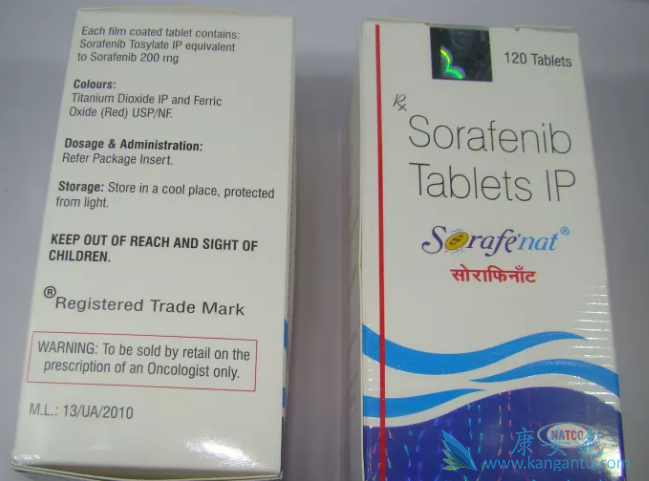 Each film coated tablet contains:
Sorafenib Tosylate IP equivalent
to Sorafenib 200 mg
Colours:
Titanium Dioxide IP and Ferric
Oxide (Red) USP/NF.
Dosage & Administration:
Refer Package Insert.
Storage: Store in a cool place, protected
from light.
KEEP OUT OF REACH AND SIGHT OF
CHILDREN.
®Registered Trade Mark
WARNING: To be sold by retail on the
prescription of an Oncologist only.
M.L.: 13/UA/2010
120 Tablets
Rx
Sorafenib
Tablets IP
Sorafenat®
सोराफिनॉंट
NATCO
康安途
www.kangantu.com